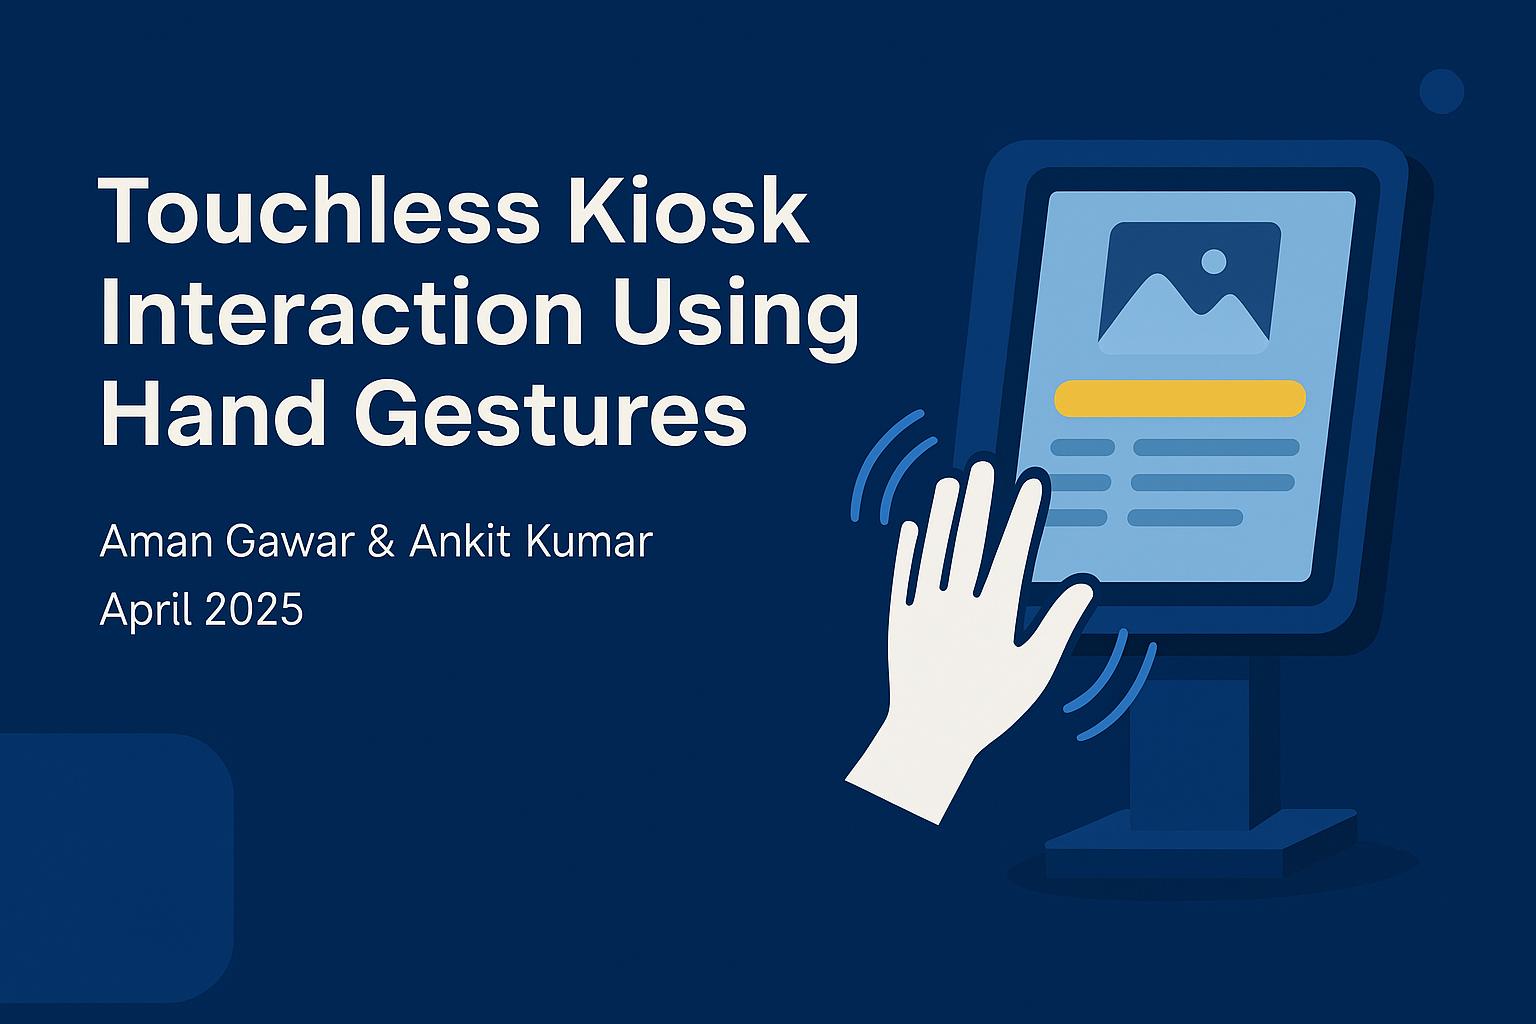 Touchless Kiosk
Interaction Using
Hand Gestures
Aman Gawar & Ankit Kumar
April 2025